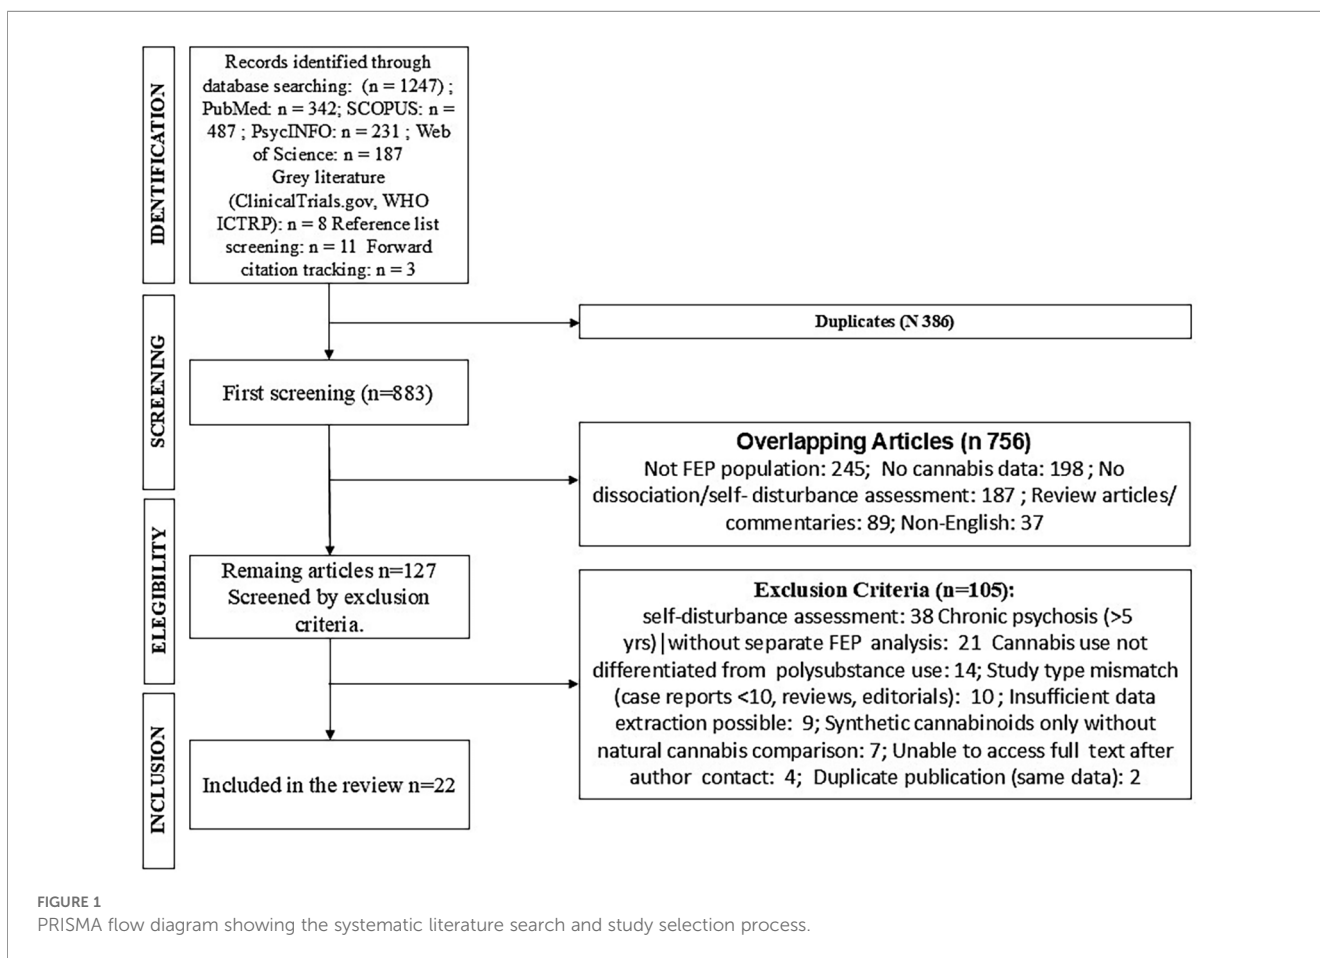 IDENTIFICATION
Records identified through
database searching: (n = 1247) ;
PubMed: n = 342; SCOPUS: n =
487 ; PsycINFO: n = 231 ; Web
of Science: n = 187
Grey literature
(ClinicalTrials.gov, WHO
ICTRP): n = 8 Reference list
screening: n = 11 Forward
citation tracking: n = 3
SCREENING
Duplicates (N 386)
First screening (n=883)
Overlapping Articles (n 756)
Not FEP population: 245; No cannabis data: 198 ; No
dissociation/self- disturbance assessment: 187 ; Review articles/
commentaries: 89; Non-English: 37
ELEGIBILITY
Remaing articles n=127
Screened by exclusion
criteria.
Exclusion Criteria (n=105):
self-disturbance assessment: 38 Chronic psychosis (>5
yrs)|without separate FEP analysis: 21 Cannabis use not
differentiated from polysubstance use: 14; Study type mismatch
(case reports <10, reviews, editorials): 10 ; Insufficient data
extraction possible: 9; Synthetic cannabinoids only without
natural cannabis comparison: 7; Unable to access full text after
author contact: 4; Duplicate publication (same data): 2
INCLUSION
Included in the review n=22
FIGURE 1
PRISMA flow diagram showing the systematic literature search and study selection process.